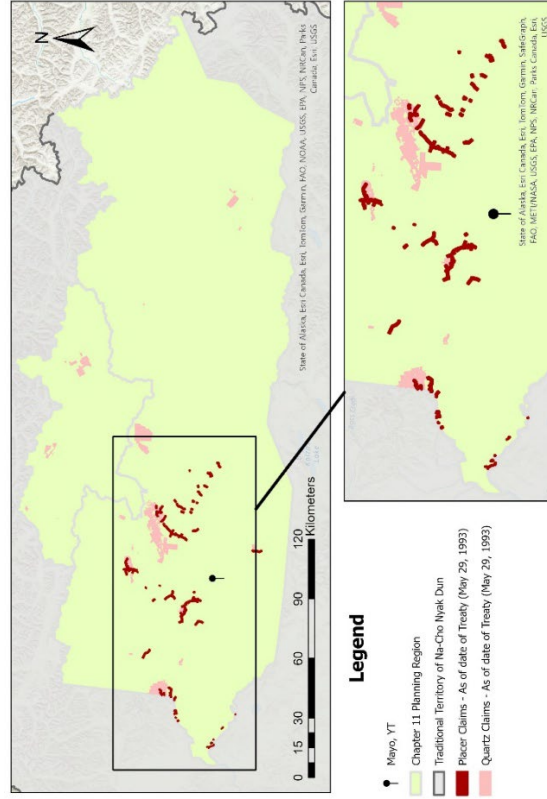 N
State of Alaska, Esri Canada, Esri, TomTom, Garmin, FAO, NOAA, USGS, EPA, NPS, NRCan, Parks
Canada, Esri, USGS
0 15 30 60 90 120
Kilometers
State of Alaska, Esri Canada, Esri, TomTom, Garmin, SafeGraph,
FAO, METI/NASA, USGS, EPA, NPS, NRCan, Parks Canada, Esri,
USGS
Legend
Mayo, YT
Chapter 11 Planning Region
Traditional Territory of Na-Cho Nyak Dun
Placer Claims - As of date of Treaty (May 29, 1993)
Quartz Claims - As of date of Treaty (May 29, 1993)